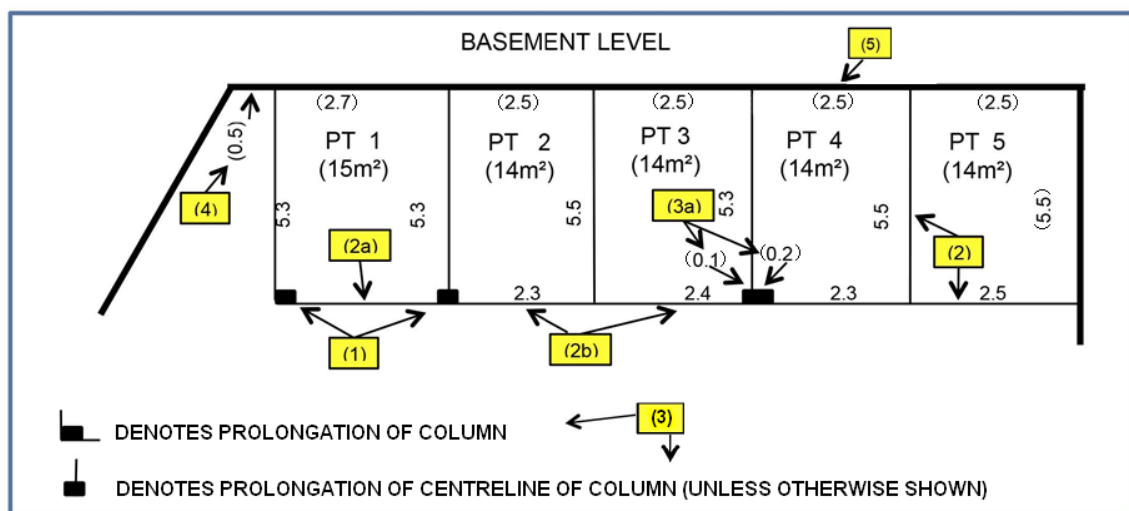 BASEMENT LEVEL
(5)
(2.7) (2.5) (2.5) (2.5) (2.5)
(0.5)
PT 1 PT 2 PT 3 PT 4 PT 5
(15m²) (14m²) (14m²) (14m²) (14m²)
(4) (3a)
5.3 5.3 5.5 5.3 5.5 (5.5)
(2a) (0.1) (0.2) (2)
2.3 2.4 2.3 2.5
(1) (2b)
(3)
DENOTES PROLONGATION OF COLUMN
DENOTES PROLONGATION OF CENTRELINE OF COLUMN (UNLESS OTHERWISE SHOWN)